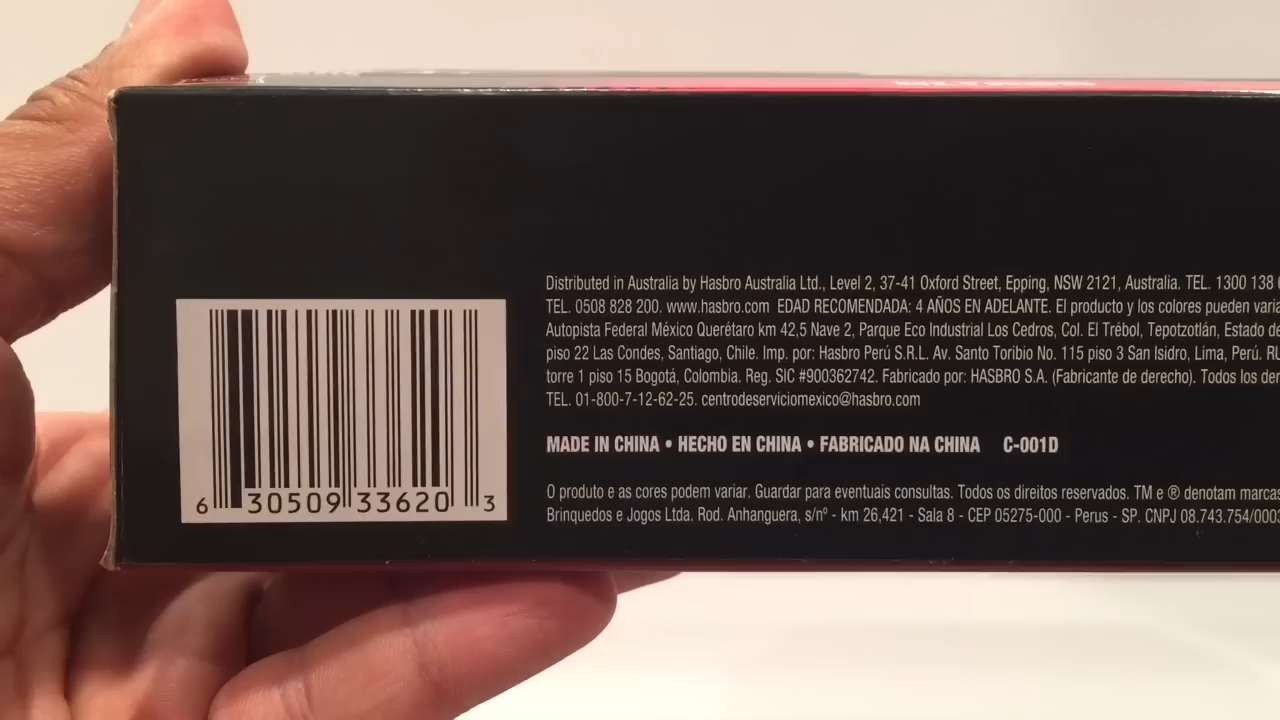 Distributed in Australia by Hasbro Australia Ltd., Level 2, 37-41 Oxford Street, Epping, NSW 2121, Australia. TEL. 1300 138
TEL. 0508 828 200. www.hasbro.com EDAD RECOMENDADA: 4 AÑOS EN ADELANTE. El producto y los colores pueden
Autopista Federal México Querétaro km 42,5 Nave 2, Parque Eco Industrial Los Cedros, Col. El Trébol, Tepotzotlán, Estado de
piso 22 Las Condes, Santiago, Chile. Imp. por: Hasbro Perú S.R.L. Av. Santo Toribio No. 115 piso 3 San Isidro, Lima, Perú.
torre 1 piso 15 Bogotá, Colombia. Reg. SIC #900362742. Fabricado por: HASBRO S.A. (Fabricante de derecho). Todos los
TEL. 01-800-7-12-62-25. centrodeserviciomexico@hasbro.com
MADE IN CHINA • HECHO EN CHINA • FABRICADO NA CHINA C-001D
6 30509 33620 3
O produto e as cores podem variar. Guardar para eventuais consultas. Todos os direitos reservados. TM e ® denotam marcas
Brinquedos e Jogos Ltda. Rod. Anhanguera, s/nº - km 26,421 - Sala 8 - CEP 05275-000 - Perus - SP. CNPJ 08.743.754/000